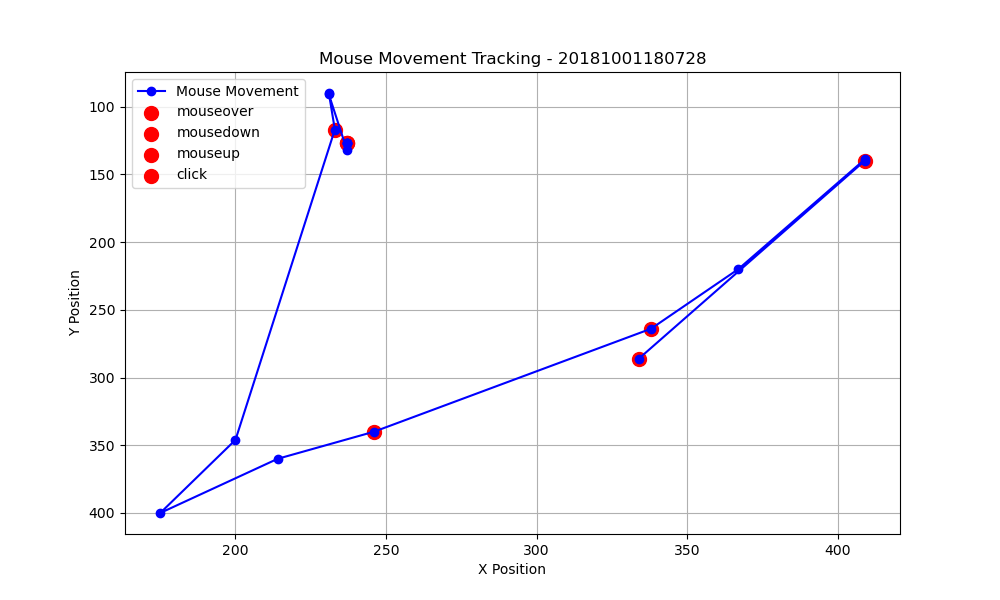 Mouse Movement Tracking - 20181001180728
Mouse Movement
mouseover
mousedown
mouseup
click
100
150
200
250
300
350
400
Y Position
200
250
300
350
400
X Position